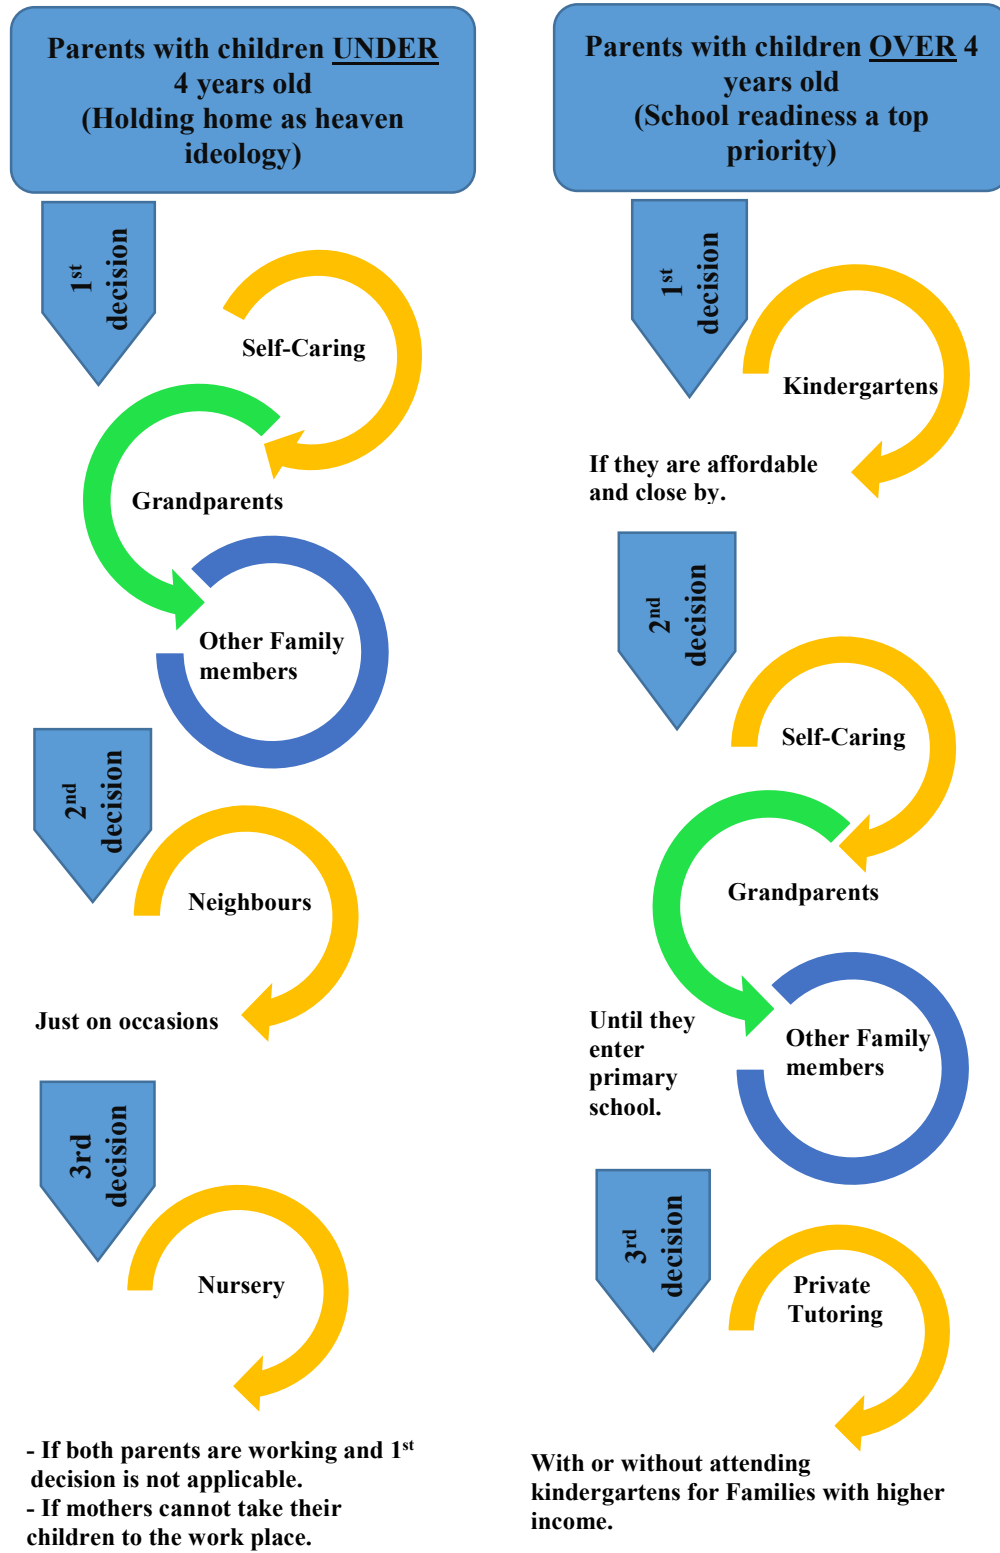 Parents with children UNDER
4 years old
(Holding home as heaven
ideology)
1st
decision
Self-Caring
Grandparents
Other Family
members
2nd
decision
Neighbours
Just on occasions
3rd
decision
Nursery
- If both parents are working and 1st
decision is not applicable.
- If mothers cannot take their
children to the work place.
Parents with children OVER 4
years old
(School readiness a top
priority)
1st
decision
Kindergartens
If they are affordable
and close by.
2nd
decision
Self-Caring
Grandparents
Until they
enter
primary
school.
Other Family
members
3rd
decision
Private
Tutoring
With or without attending
kindergartens for Families with higher
income.